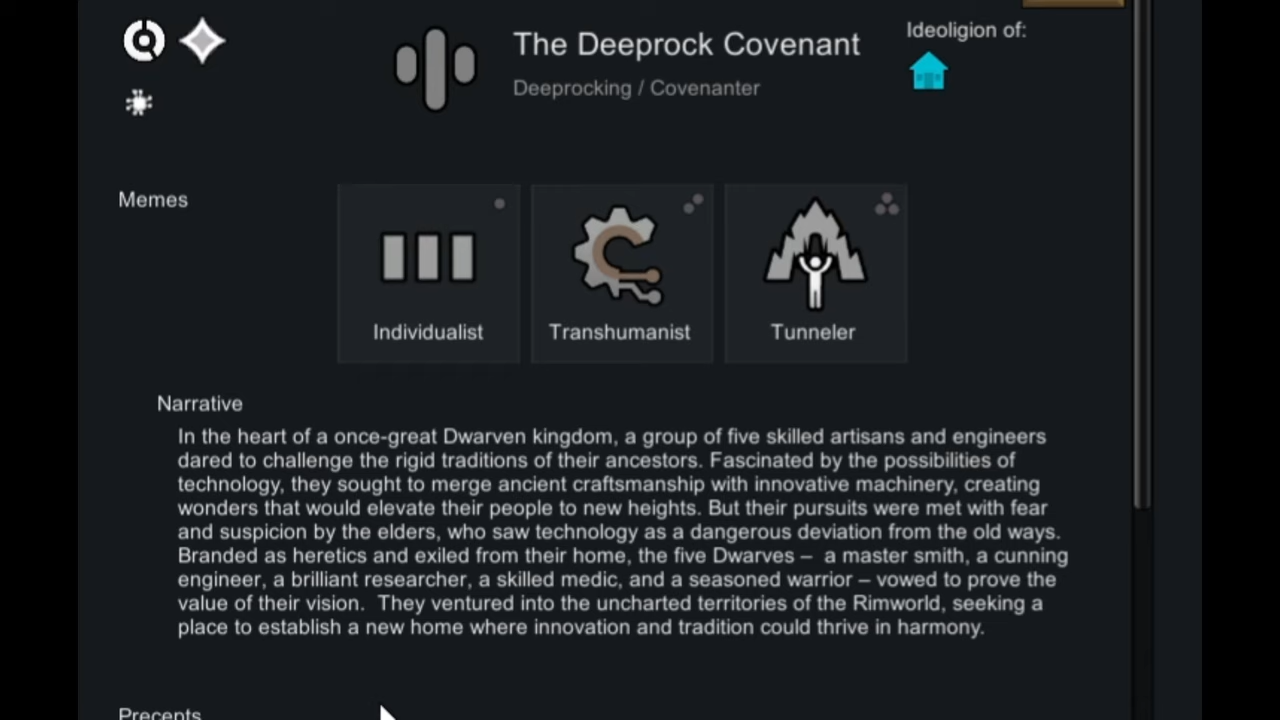 The Deeprock Covenant
Deeprocking / Covenanter
Ideoligion of:
Memes
Individualist
Transhumanist
Tunneler
Narrative
In the heart of a once-great Dwarven kingdom, a group of five skilled artisans and engineers
dared to challenge the rigid traditions of their ancestors. Fascinated by the possibilities of
technology, they sought to merge ancient craftsmanship with innovative machinery, creating
wonders that would elevate their people to new heights. But their pursuits were met with fear
and suspicion by the elders, who saw technology as a dangerous deviation from the old ways.
Branded as heretics and exiled from their home, the five Dwarves –  a master smith, a cunning
engineer, a brilliant researcher, a skilled medic, and a seasoned warrior – vowed to prove the
value of their vision.  They ventured into the uncharted territories of the Rimworld, seeking a
place to establish a new home where innovation and tradition could thrive in harmony.
Precepts